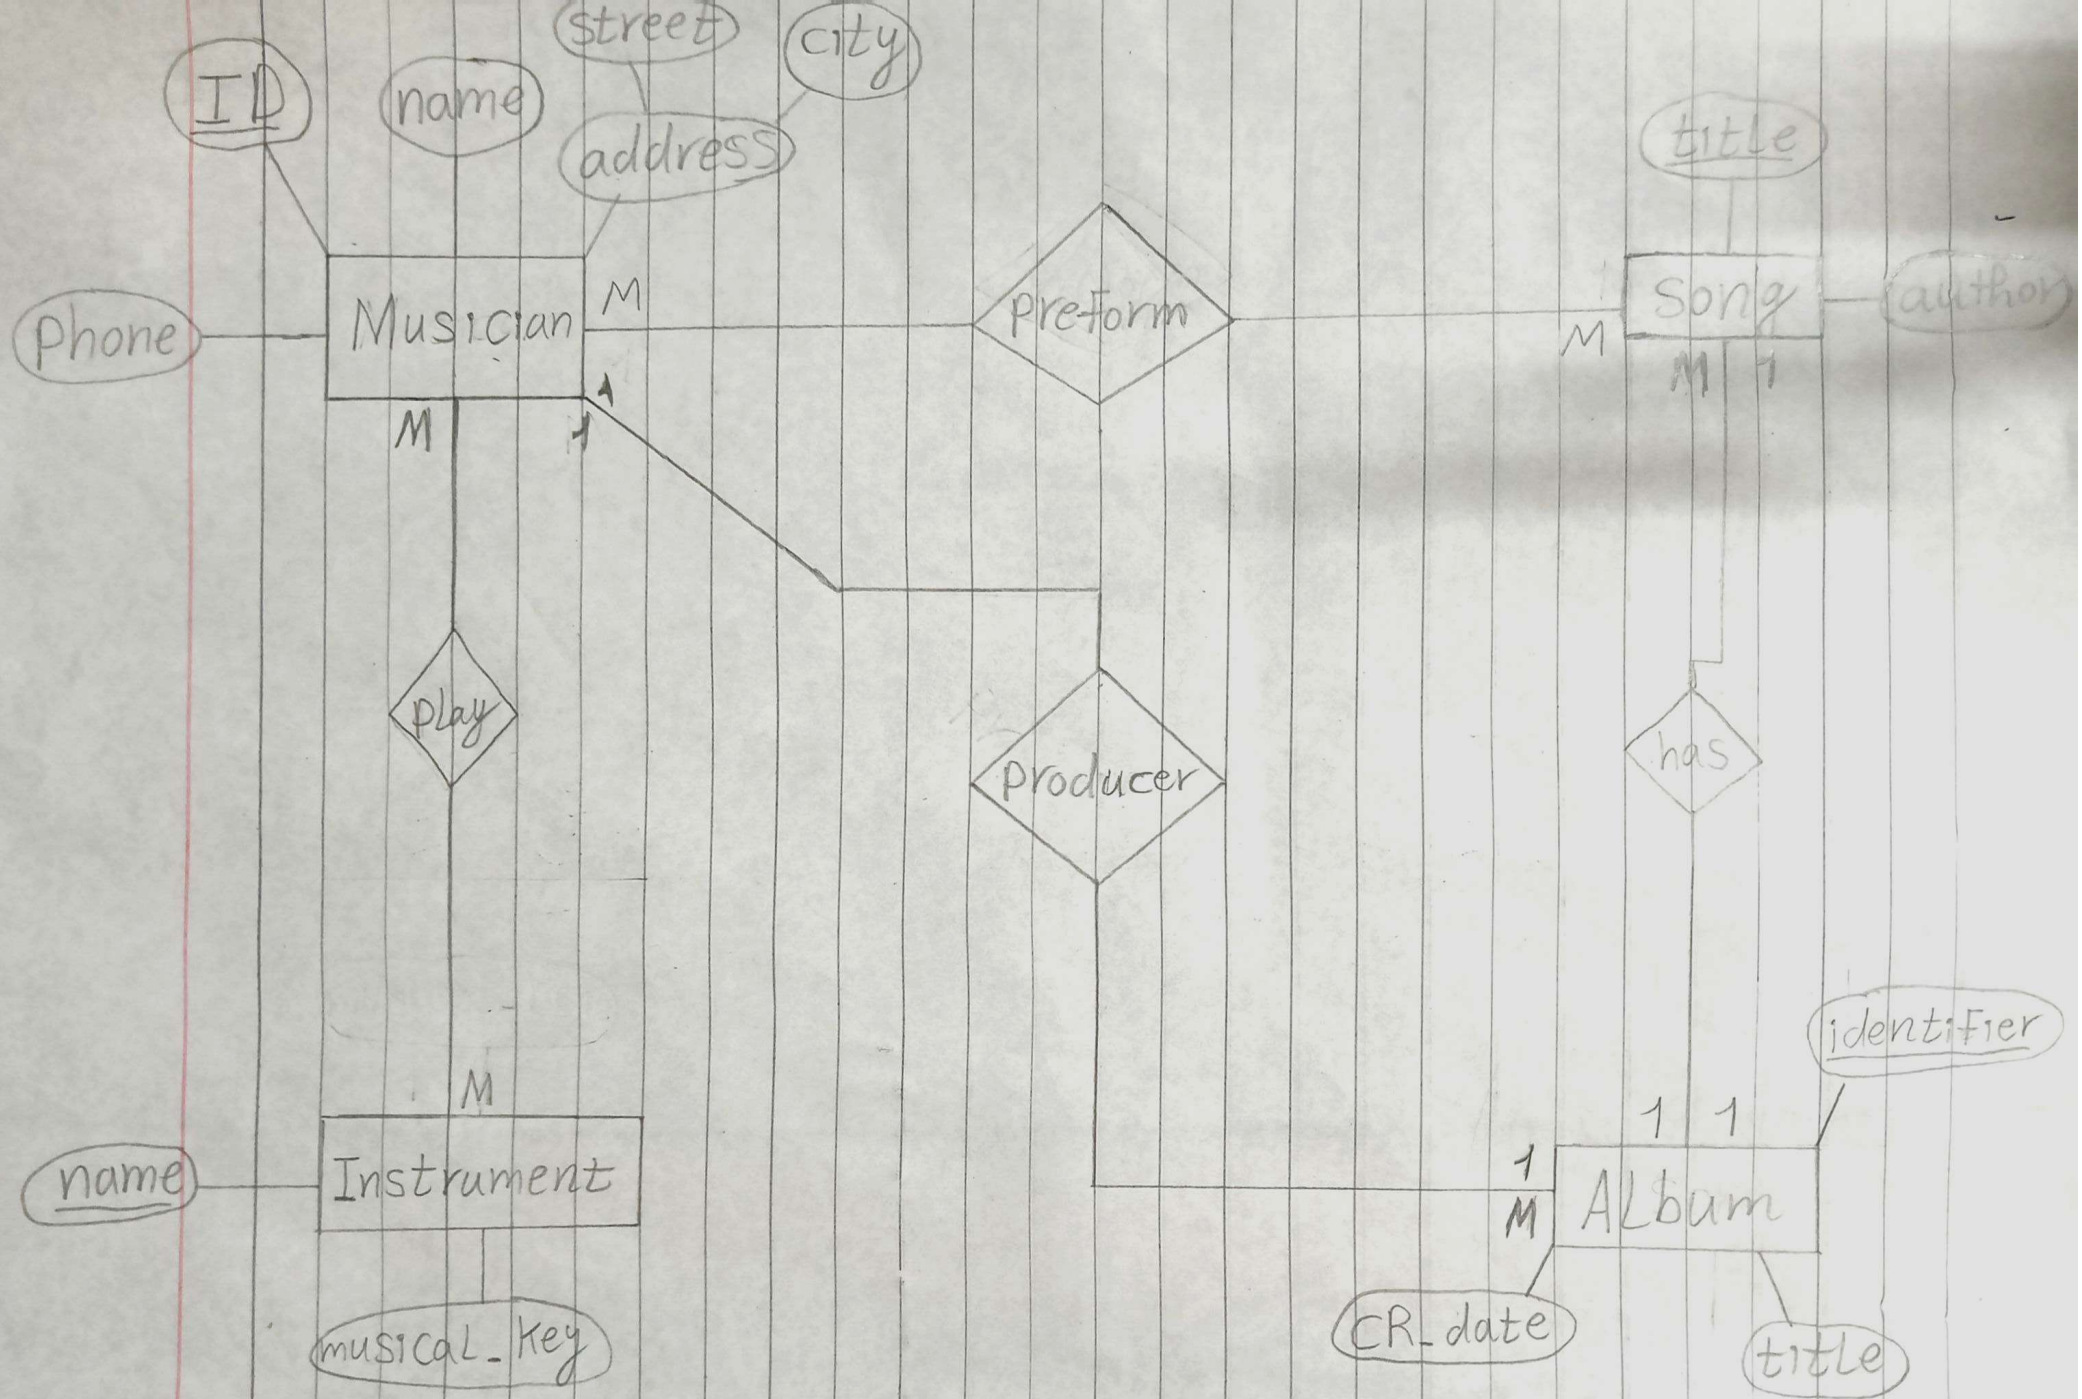 street
city
ID
name
address
title
Phone
Musician
M
PreForm
M
Song
author
M
1
1
M
1
play
producer
has
identifier
M
1
1
name
Instrument
1
M
ALbum
musical_Key
CR_date
title